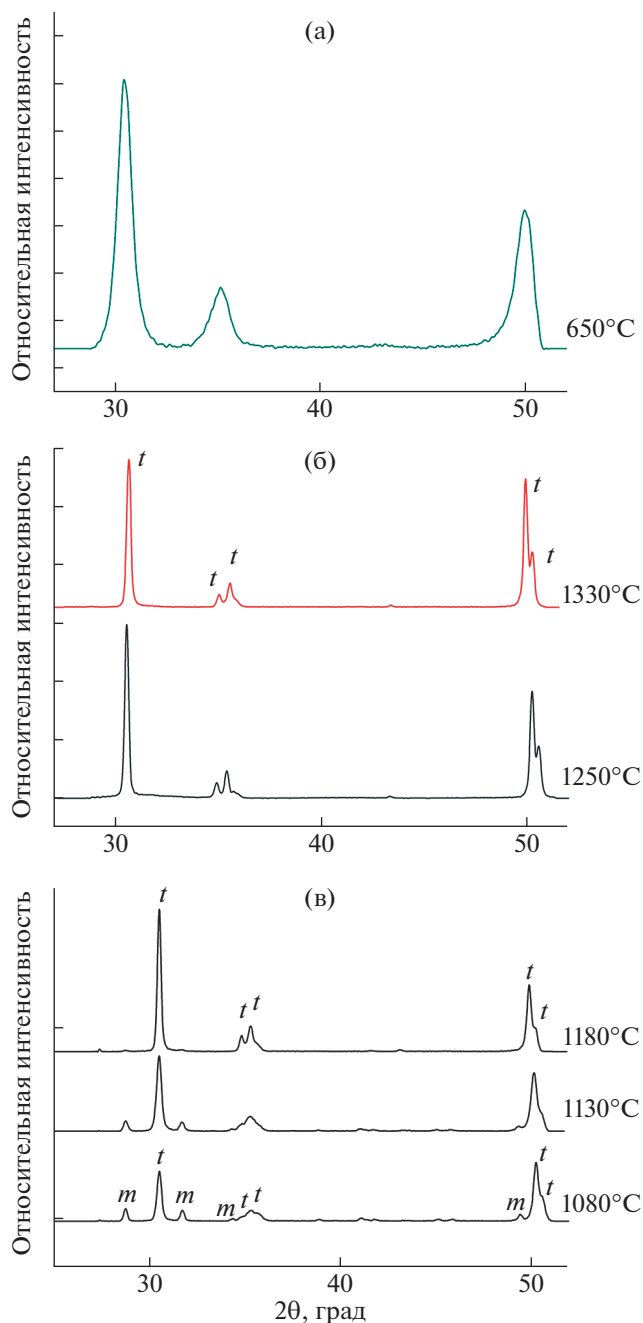 (а)
Относительная интенсивность
650°C
30 40 50
(б)
Относительная интенсивность
t
t t
t
t
1330°C
1250°C
30 40 50
(в)
Относительная интенсивность
t
t t
t
t
1180°C
1130°C
m t m m t t m t t
1080°C
30 40 50
2θ, град